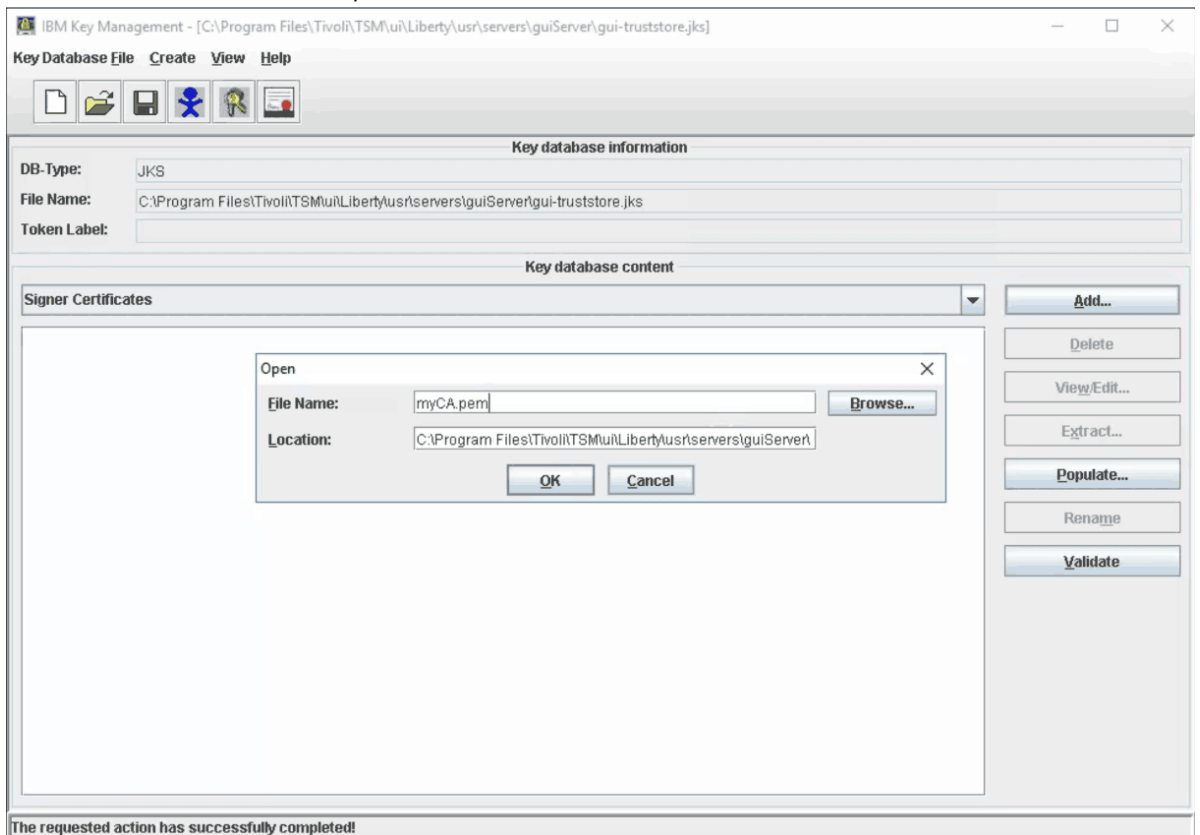 IBM Key Management - [C:\Program Files\Tivoli\TSM\ui\Liberty\usr\servers\guiServer\gui-truststore.jks]
Key Database File Create View Help
Key database information
DB-Type: JKS
File Name: C:\Program Files\Tivoli\TSM\ui\Liberty\usr\servers\guiServer\gui-truststore.jks
Token Label:
Key database content
Signer Certificates
Add...
Delete
View/Edit...
Extract...
Populate...
Rename
Validate
Open
File Name: myCA.pem Browse...
Location: C:\Program Files\Tivoli\TSM\ui\Liberty\usr\servers\guiServer\
OK Cancel
The requested action has successfully completed!